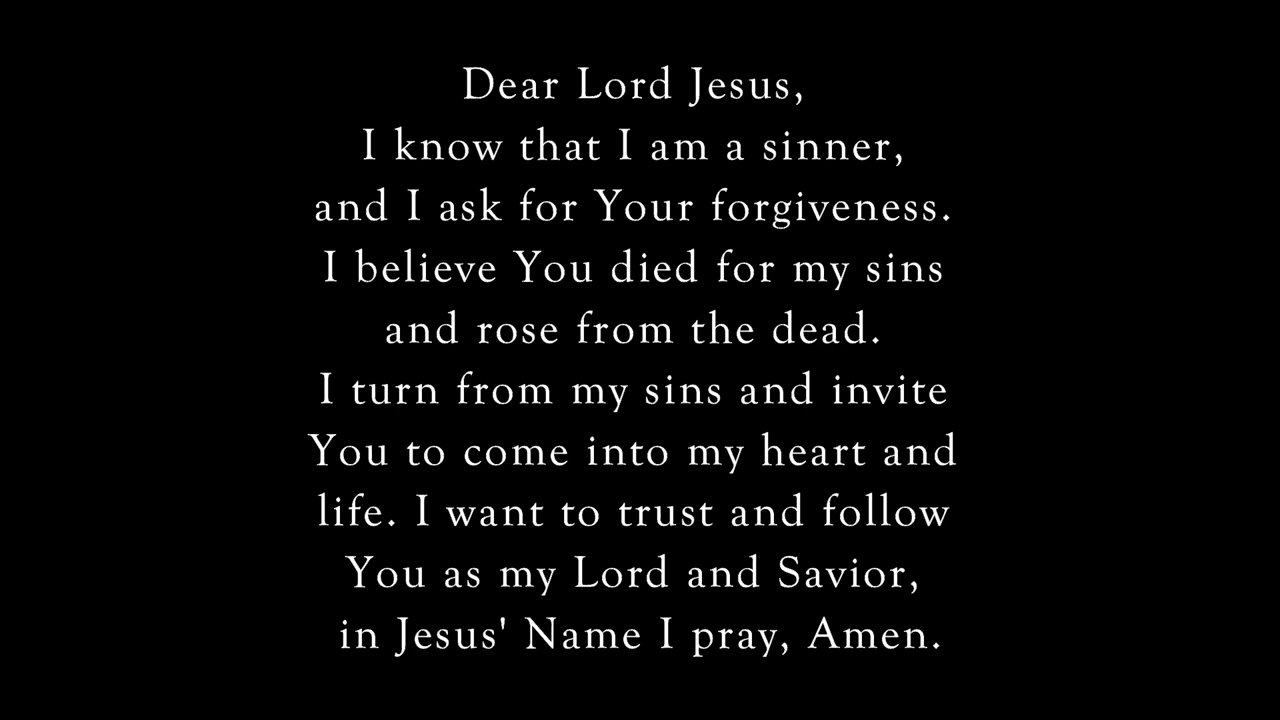 Dear Lord Jesus,
I know that I am a sinner,
and I ask for Your forgiveness.
I believe You died for my sins
and rose from the dead.
I turn from my sins and invite
You to come into my heart and
life. I want to trust and follow
You as my Lord and Savior,
in Jesus' Name I pray, Amen.